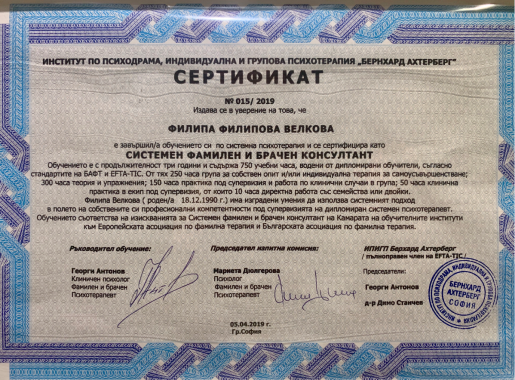 ИНСТИТУТ ПО ПСИХОДРАМА, ИНДИВИДУАЛНА И ГРУПОВА ПСИХОТЕРАПИЯ „БЕРНХАРД АХТЕРБЕРГ"
СЕРТИФИКАТ
№ 015/ 2019
Издава се в уверение на това, че
ФИЛИПА ФИЛИПОВА ВЕЛКОВА
е завършил/а обучението си по системна психотерапия и се сертифицира като
СИСТЕМЕН ФАМИЛЕН И БРАЧЕН КОНСУЛТАНТ
Обучението е с продължителност три години и съдържа 750 учебни часа, водени от дипломирани обучители, съгласно
стандартите на БАФТ и EFTA-TIC. От тях 250 часа група за собствен опит и/или индивидуална терапия за самоусъвършенстване;
300 часа теория и упражнения; 150 часа практика под супервизия и работа по клинични случаи в група; 50 часа клинична
практика в екип под супервизия, от които 10 часа директна работа със семейства или двойки.
Филипа Велкова ( роден/а 18.12.1990 г.) има изградени умения да използва системният подход
в полето на собствените си професионални компетентности под супервизията на дипломиран системен психотерапевт.
Обучението съответства на изискванията за Системен фамилен и брачен консултант на Камарата на обучителните институти
към Европейската асоциация по фамилна терапия и Българската асоциация по фамилна терапия.
Ръководител обучение: Председател изпитна комисия: ИПИГП Бернхард Ахтерберг
/ пълноправен член на EFTA-TIC /
Георги Антонов Мариета Дюлгерова Председатели:
Клиничен психолог Психолог
Фамилен и брачен Фамилен и брачен Георги Антонов
Психотерапевт Психотерапевт
д-р Дино Станчев
БЕРНХАРД
АХТЕРБЕРГ
СОФИЯ
05.04.2019 г.
Гр.София